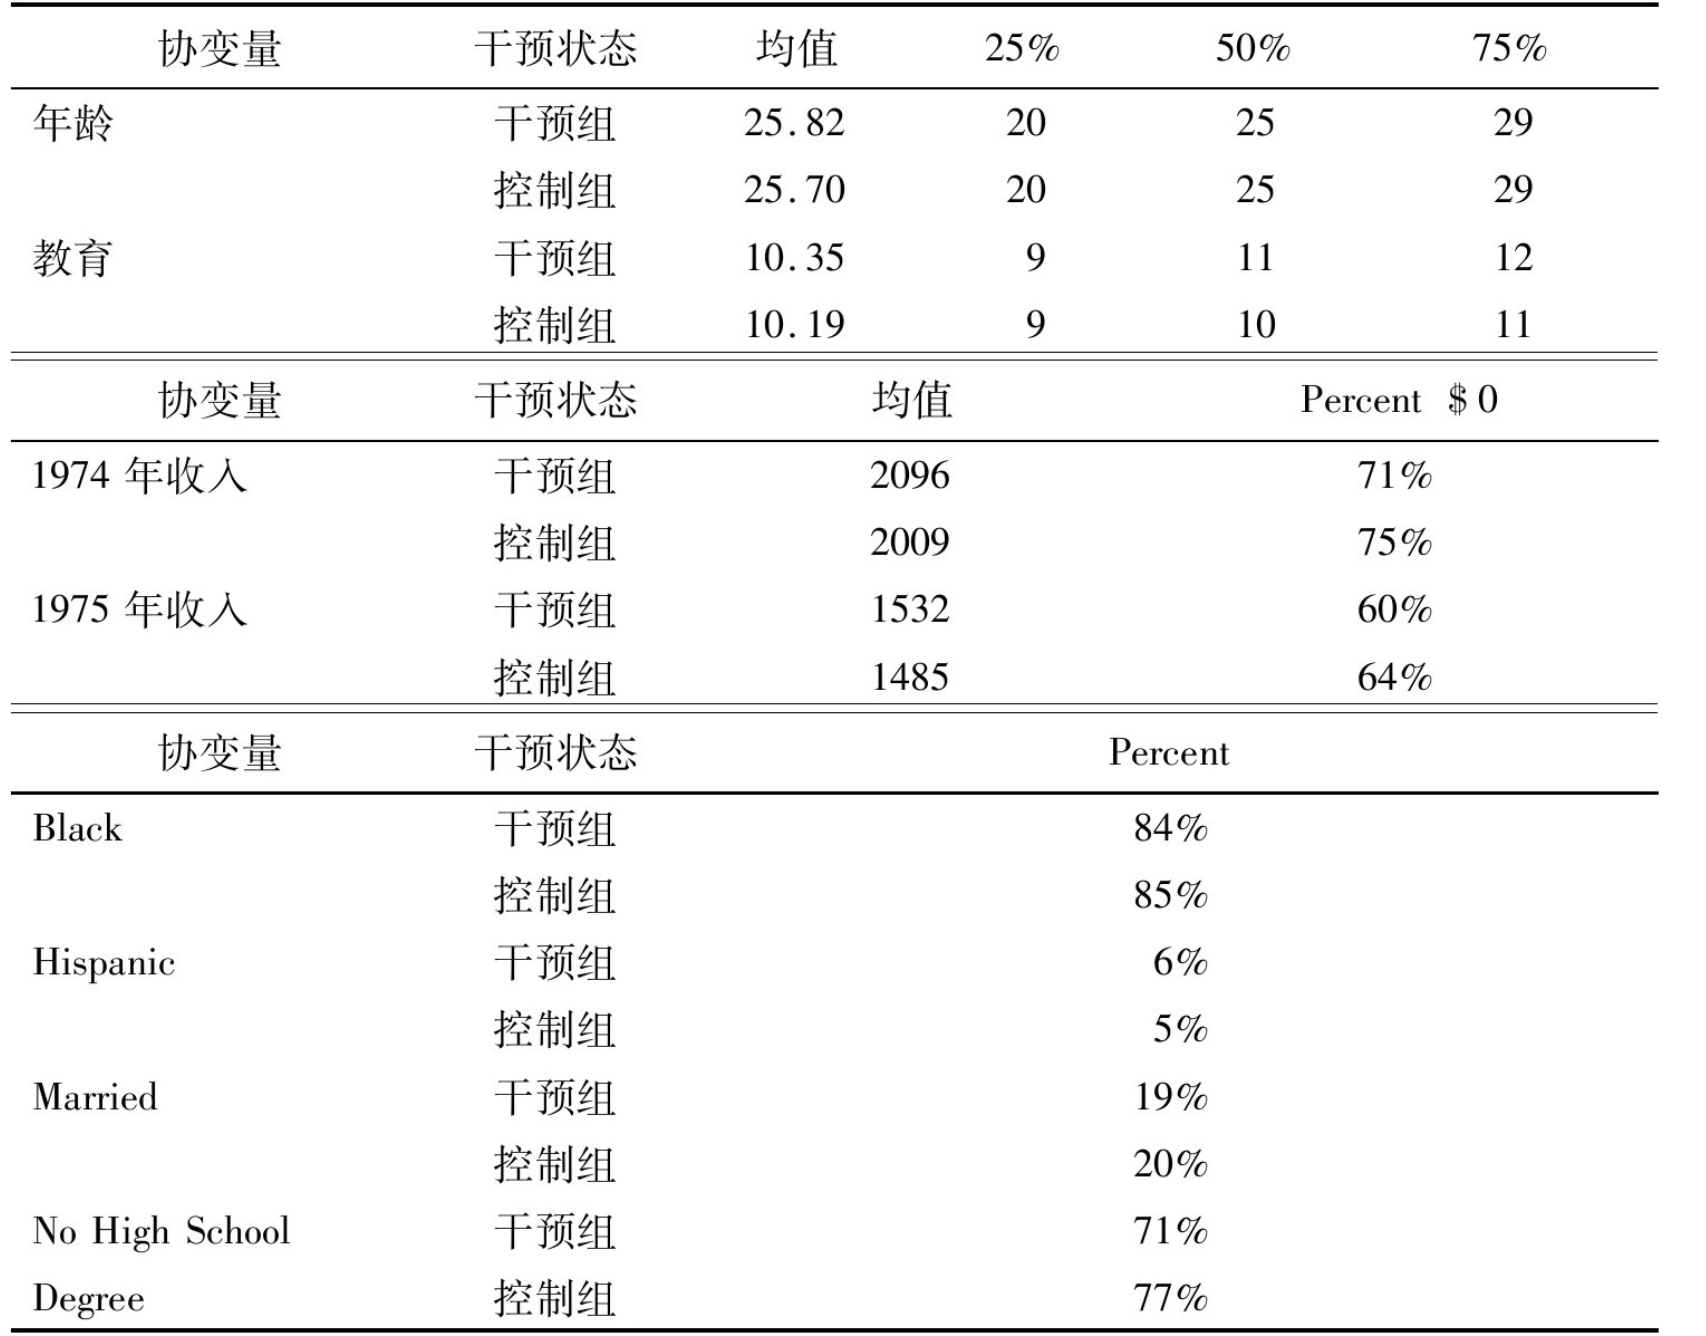 协变量 干预状态 均值 25% 50% 75%
年龄 干预组 25.82 20 25 29
控制组 25.70 20 25 29
教育 干预组 10.35 9 11 12
控制组 10.19 9 10 11
协变量 干预状态 均值 Percent $0
1974 年收入 干预组 2096 71%
控制组 2009 75%
1975 年收入 干预组 1532 60%
控制组 1485 64%
协变量 干预状态 Percent
Black 干预组 84%
控制组 85%
Hispanic 干预组 6%
控制组 5%
Married 干预组 19%
控制组 20%
No High School 干预组 71%
Degree 控制组 77%